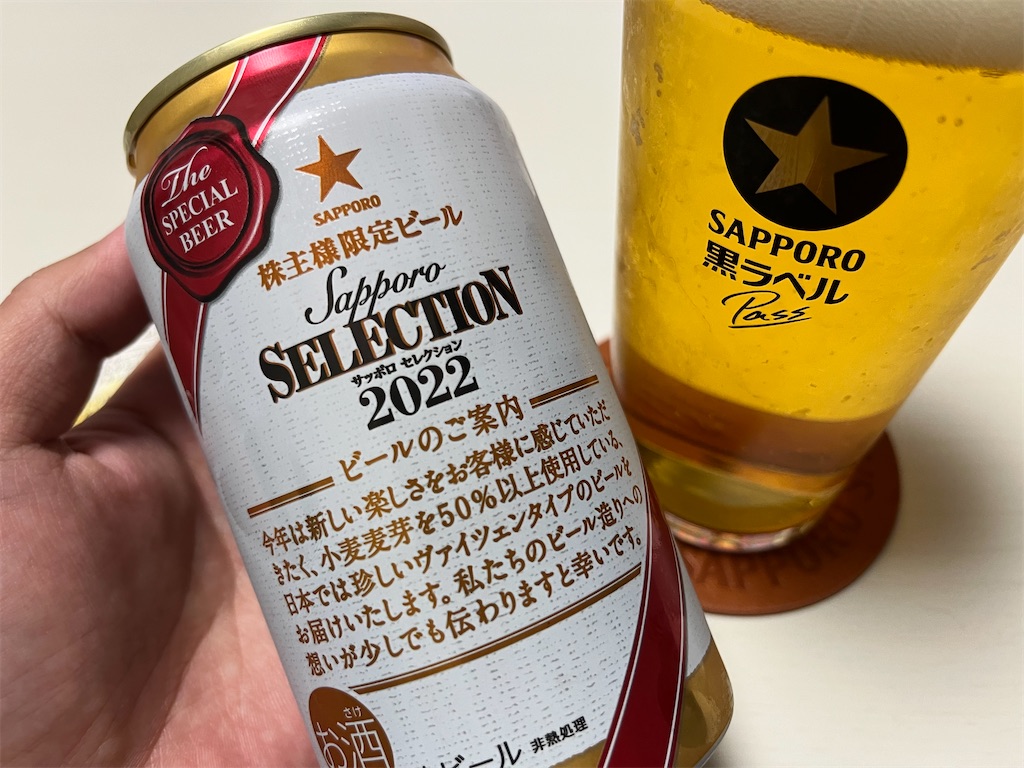 The
SPECIAL
BEER
SAPPORO
株主様限定ビール
Sapporo
SELECTION
サッポロ セレクション
2022
ビールのご案内
今年は新しい楽しさをお客様に感じていただ
きたく、小麦麦芽を50%以上使用している、
日本では珍しいヴァイツェンタイプのビールを
お届けいたします。私たちのビール造りへの
想いが少しでも伝わりますと幸いです。
さけ
お酒
ビール 非熱処理
SAPPORO
黒ラベル
Pass
SAPPORO